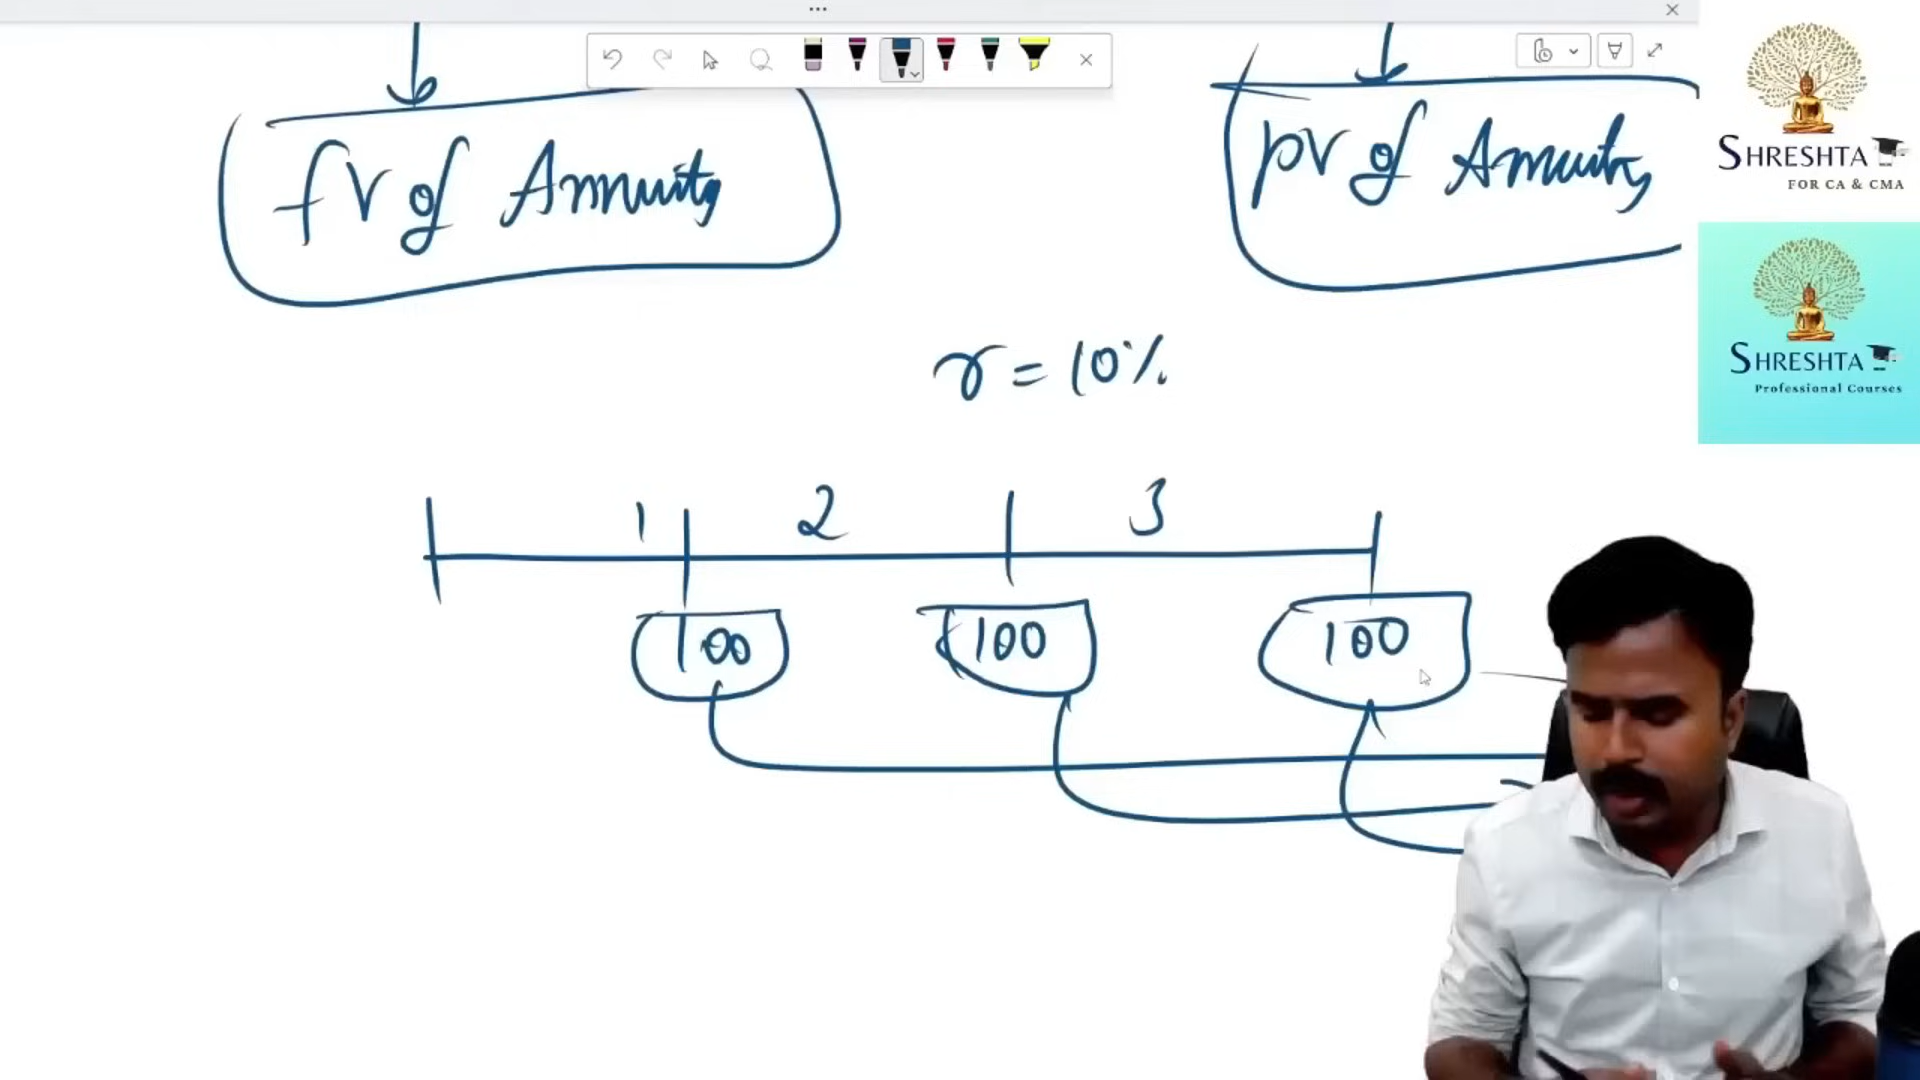 fv of Annuity
pv of Annuity
SHRESHTA
FOR CA & CMA
SHRESHTA
Professional Courses
r = 10%
1 2 3
100 100 100